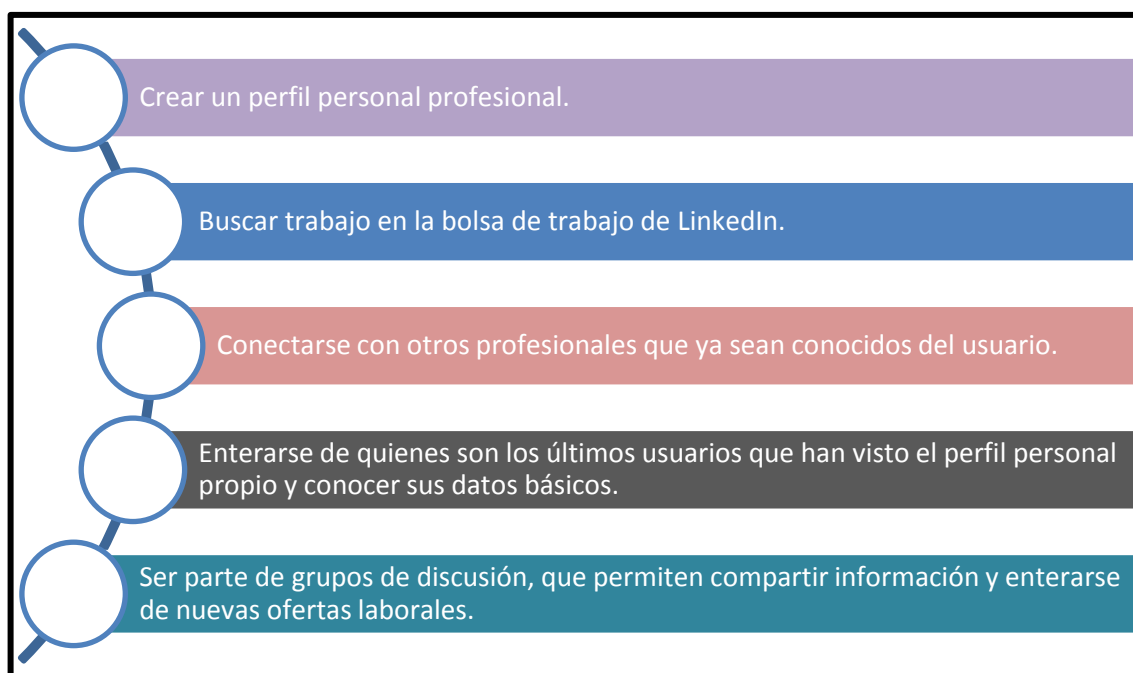 Crear un perfil personal profesional.
Buscar trabajo en la bolsa de trabajo de LinkedIn.
Conectarse con otros profesionales que ya sean conocidos del usuario.
Enterarse de quienes son los últimos usuarios que han visto el perfil personal
propio y conocer sus datos básicos.
Ser parte de grupos de discusión, que permiten compartir información y enterarse
de nuevas ofertas laborales.